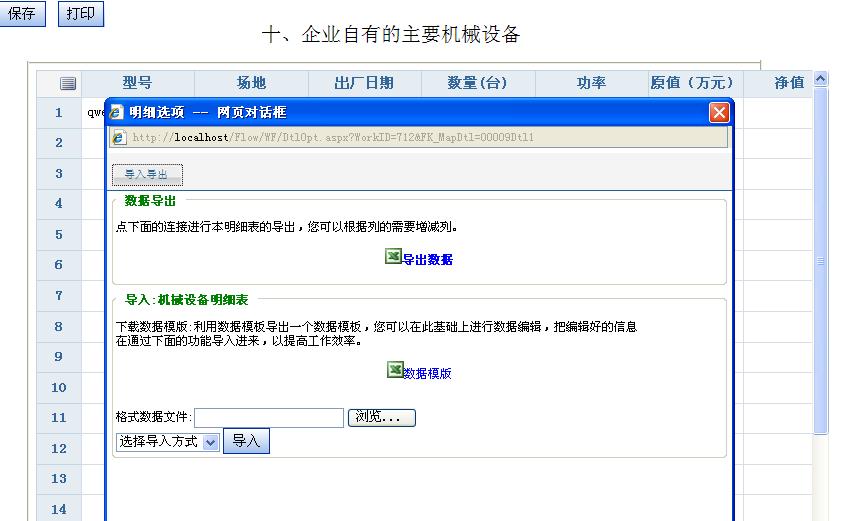 保存 打印
十、企业自有的主要机械设备
型号 场地 出厂日期 数量(台) 功率 原值（万元） 净值
1 qwe
明细选项 -- 网页对话框
http://localhost/Flow/WF/DtlOpt.aspx?WorkID=712&FK_MapDtl=00009Dtl1
2
3
导入导出
4
数据导出
5
点下面的连接进行本明细表的导出，您可以根据列的需要增减列。
6
导出数据
7
导入:机械设备明细表
8
下载数据模版:利用数据模板导出一个数据模板，您可以在此基础上进行数据编辑，把编辑好的信息
在通过下面的功能导入进来，以提高工作效率。
9
数据模版
10
11
格式数据文件: 浏览...
12
选择导入方式 导入
13
14